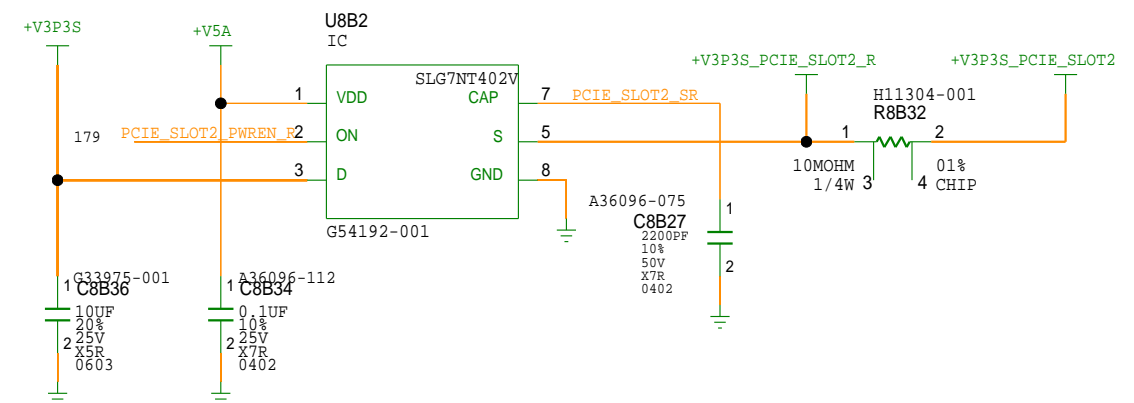 U8B2
IC
+V3P3S
+V5A
SLG7NT402V
+V3P3S_PCIE_SLOT2_R
+V3P3S_PCIE_SLOT2
1 VDD CAP 7 PCIE_SLOT2_SR
H11304-001
R8B32
179 PCIE_SLOT2_PWREN_R 2 ON S 5
1 2
3 D GND 8
10MOHM
1/4W
3 4
01%
CHIP
G54192-001
A36096-075
C8B27
2200PF
10%
50V
X7R
0402
1
2
G33975-001
C8B36
1
10UF
20%
25V
X5R
0603
2
A36096-112
C8B34
1
0.1UF
10%
25V
X7R
0402
2